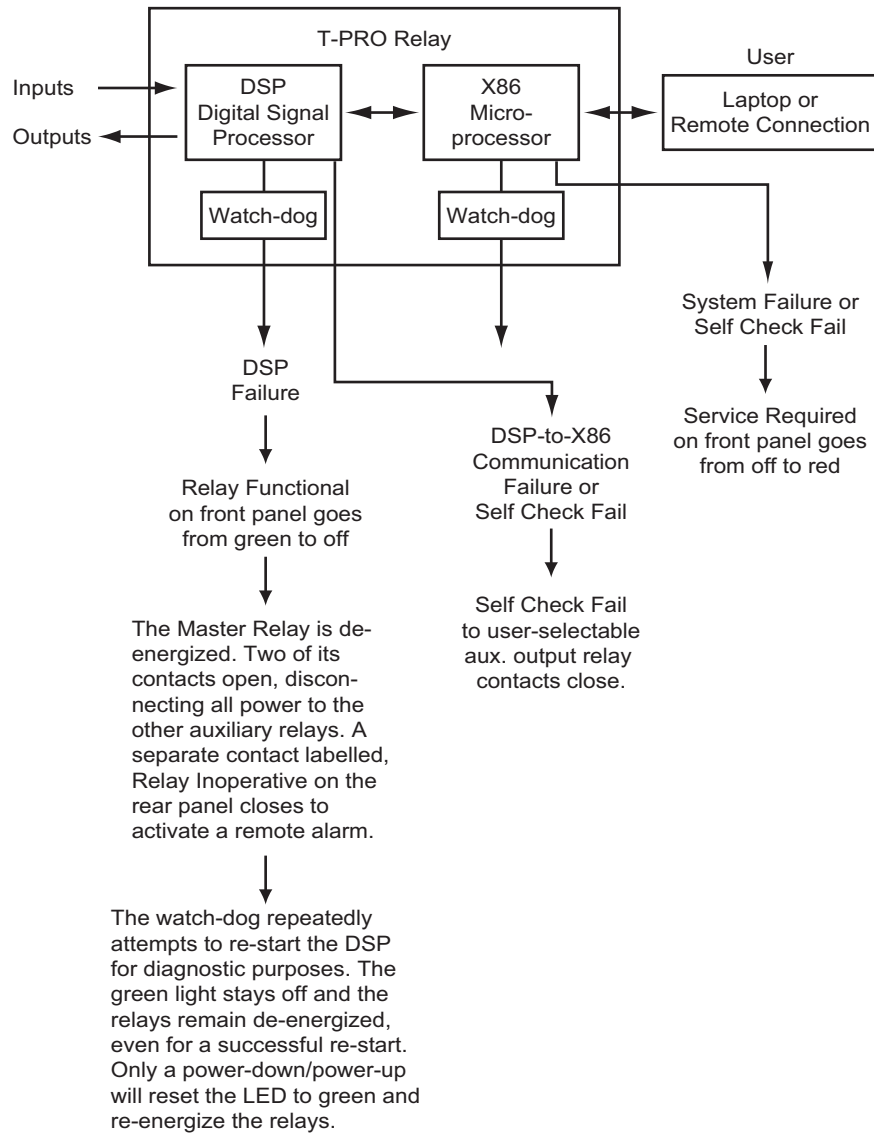 T-PRO Relay
User
Inputs
Outputs
DSP
Digital Signal
Processor
X86
Micro-
processor
Laptop or
Remote Connection
Watch-dog
Watch-dog
System Failure or
Self Check Fail
Service Required
on front panel goes
from off to red
DSP
Failure
Relay Functional
on front panel goes
from green to off
The Master Relay is de-
energized. Two of its
contacts open, discon-
necting all power to the
other auxiliary relays. A
separate contact labelled,
Relay Inoperative on the
rear panel closes to
activate a remote alarm.
The watch-dog repeatedly
attempts to re-start the DSP
for diagnostic purposes. The
green light stays off and the
relays remain de-energized,
even for a successful re-start.
Only a power-down/power-up
will reset the LED to green and
re-energize the relays.
DSP-to-X86
Communication
Failure or
Self Check Fail
Self Check Fail
to user-selectable
aux. output relay
contacts close.